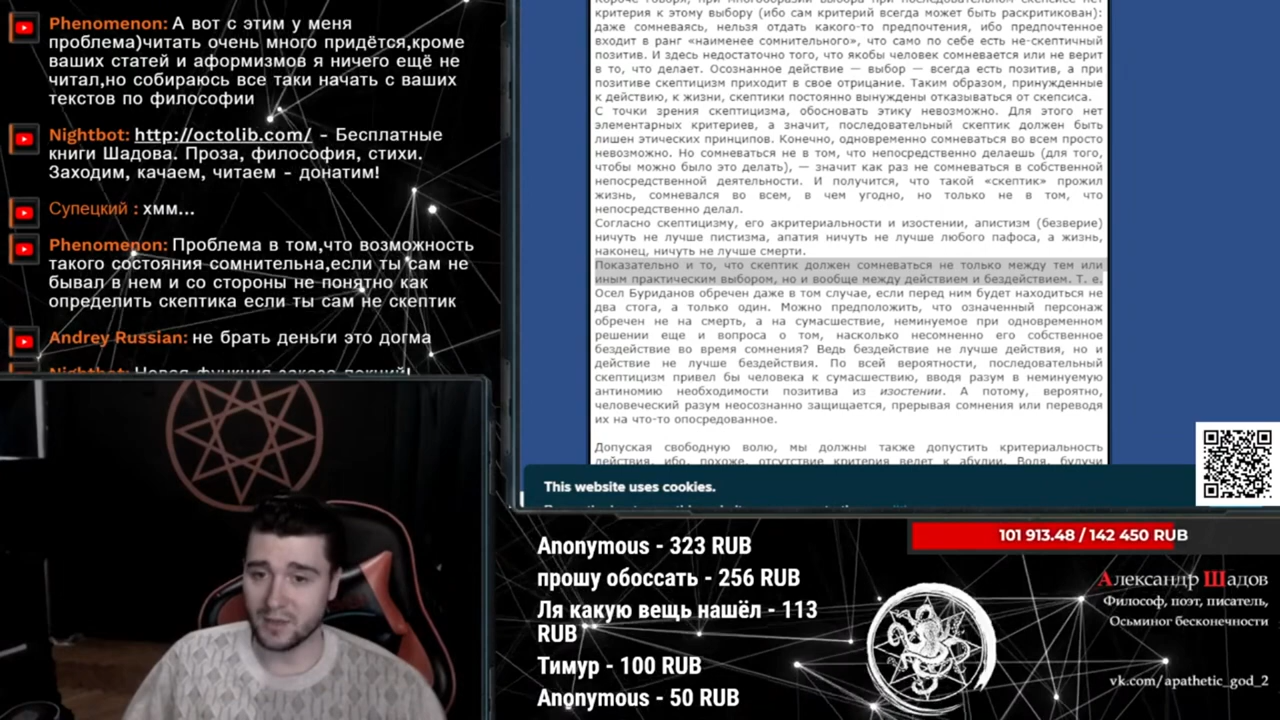 Phenomenon: А вот с этим у меня
проблема)читать очень много придётся,кроме
ваших статей и аформизмов я ничего ещё не
читал,но собираюсь все таки начать с ваших
текстов по философии
Nightbot: http://octolib.com/ - Бесплатные
книги Шадова. Проза, философия, стихи.
Заходим, качаем, читаем - донатим!
Супецкий : хмм...
Phenomenon: Проблема в том,что возможность
такого состояния сомнительна,если ты сам не
бывал в нем и со стороны не понятно как
определить скептика если ты сам не скептик
Andrey Russian: не брать деньги это догма
критерия к этому выбору (ибо сам критерий всегда может быть раскритикован):
даже сомневаясь, нельзя отдать какого-то предпочтения, ибо предпочтенное
входит в ранг «наименее сомнительного», что само по себе есть не-скептичный
позитив. И здесь недостаточно того, что якобы человек сомневается или не верит
в то, что делает. Осознанное действие — выбор — всегда есть позитив, а при
позитиве скептицизм приходит в свое отрицание. Таким образом, принужденные
к действию, к жизни, скептики постоянно вынуждены отказываться от скепсиса.
С точки зрения скептицизма, обосновать этику невозможно. Для этого нет
элементарных критериев, а значит, последовательный скептик должен быть
лишен этических принципов. Конечно, одновременно сомневаться во всем просто
невозможно. Но сомневаться не в том, что непосредственно делаешь (для того,
чтобы можно было это делать), — значит как раз не сомневаться в собственной
непосредственной деятельности. И получится, что такой «скептик» прожил
жизнь, сомневался во всем, в чем угодно, но только не в том, что
непосредственно делал.
Согласно скептицизму, его акритериальности и изостении, апистизм (безверие)
ничуть не лучше пистизма, апатия ничуть не лучше любого пафоса, а жизнь,
наконец, ничуть не лучше смерти.
Показательно и то, что скептик должен сомневаться не только между тем или
иным практическим выбором, но и вообще между действием и бездействием. Т. е.
Осел Буриданов обречен даже в том случае, если перед ним будет находиться не
два стога, а только один. Можно предположить, что означенный персонаж
обречен не на смерть, а на сумасшествие, неминуемое при одновременном
решении еще и вопроса о том, насколько несомненно его собственное
бездействие во время сомнения? Ведь бездействие не лучше действия, но и
действие не лучше бездействия. По всей вероятности, последовательный
скептицизм привел бы человека к сумасшествию, вводя разум в неминуемую
антиномию необходимости позитива из изостении. А потому, вероятно,
человеческий разум неосознанно защищается, прерывая сомнения или переводя
их на что-то опосредованное.
Допуская свободную волю, мы должны также допустить критериальность
действия, ибо, похоже, отсутствие критерия ведет к абулии. Воля, будучи
This website uses cookies.
101 913.48 / 142 450 RUB
Anonymous - 323 RUB
прошу обоссать - 256 RUB
Ля какую вещь нашёл - 113
RUB
Тимур - 100 RUB
Anonymous - 50 RUB
Александр Шадов
Философ, поэт, писатель,
Осьминог бесконечности
vk.com/apathetic_god_2